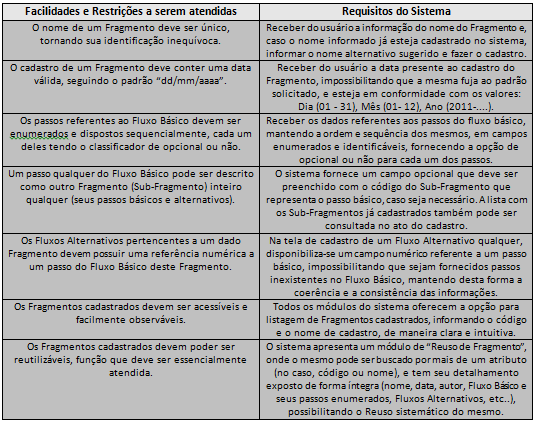 Facilidades e Restrições a serem atendidas
Requisitos do Sistema
O nome de um Fragmento deve ser único,
tornando sua identificação inequívoca.
Receber do usuário a informação do nome do Fragmento e,
caso o nome informado já esteja cadastrado no sistema,
informar o nome alternativo sugerido e fazer o cadastro.
O cadastro de um Fragmento deve conter uma data
válida, seguindo o padrão “dd/mm/aaaa”.
Receber do usuário a data presente ao cadastro do
Fragmento, impossibilitando que a mesma fuja ao padrão
solicitado, e esteja em conformidade com os valores:
Dia (01 - 31), Mês (01- 12), Ano (2011-....).
Os passos referentes ao Fluxo Básico devem ser
enumerados e dispostos sequencialmente, cada um
deles tendo o classificador de opcional ou não.
Receber os dados referentes aos passos do fluxo básico,
mantendo a ordem e sequência dos mesmos, em campos
enumerados e identificáveis, fornecendo a opção de
opcional ou não para cada um dos passos.
Um passo qualquer do Fluxo Básico pode ser descrito
como outro Fragmento (Sub-Fragmento) inteiro
qualquer (seus passos básicos e alternativos).
O sistema fornece um campo opcional que deve ser
preenchido com o código do Sub-Fragmento que
representa o passo básico, caso seja necessário. A lista com
os Sub-Fragmentos já cadastrados também pode ser
consultada no ato do cadastro.
Os Fluxos Alternativos pertencentes a um dado
Fragmento devem possuir uma referência numérica a
um passo do Fluxo Básico deste Fragmento.
Na tela de cadastro de um Fluxo Alternativo qualquer,
disponibiliza-se um campo numérico referente a um passo
básico, impossibilitando que sejam fornecidos passos
inexistentes no Fluxo Básico, mantendo desta forma a
coerência e a consistência das informações.
Os Fragmentos cadastrados devem ser acessíveis e
facilmente observáveis.
Todos os módulos do sistema oferecem a opção para
listagem de Fragmentos cadastrados, informando o código
e o nome de cadastro, de maneira clara e intuitiva.
Os Fragmentos cadastrados devem poder ser
reutilizáveis, função que deve ser essencialmente
atendida.
O sistema apresenta um módulo de “Reuso de Fragmento”,
onde o mesmo pode ser buscado por mais de um atributo
(no caso, código ou nome), e tem seu detalhamento
exposto de forma íntegra (nome, data, autor, Fluxo Básico e
seus passos enumerados, Fluxos Alternativos, etc..),
possibilitando o Reuso sistemático do mesmo.